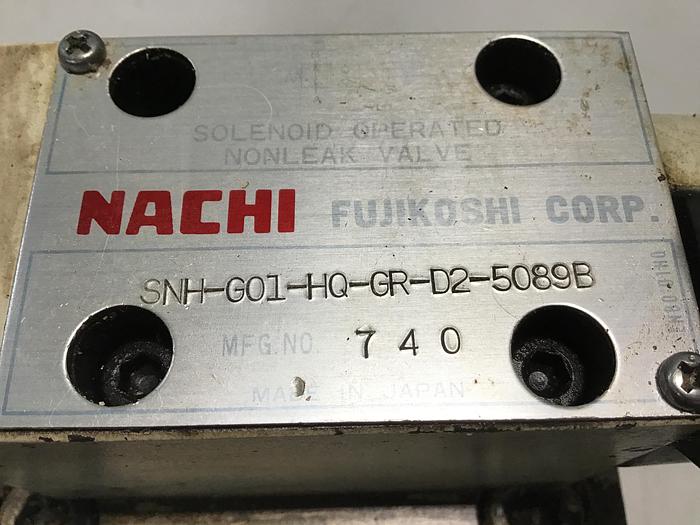 SOLENOID OPERATED
NONLEAK VALVE
NACHI FUJIKOSHI CORP.
SNH-G01-HQ-GR-D2-5089B
MFG.NO 740
MADE IN JAPAN